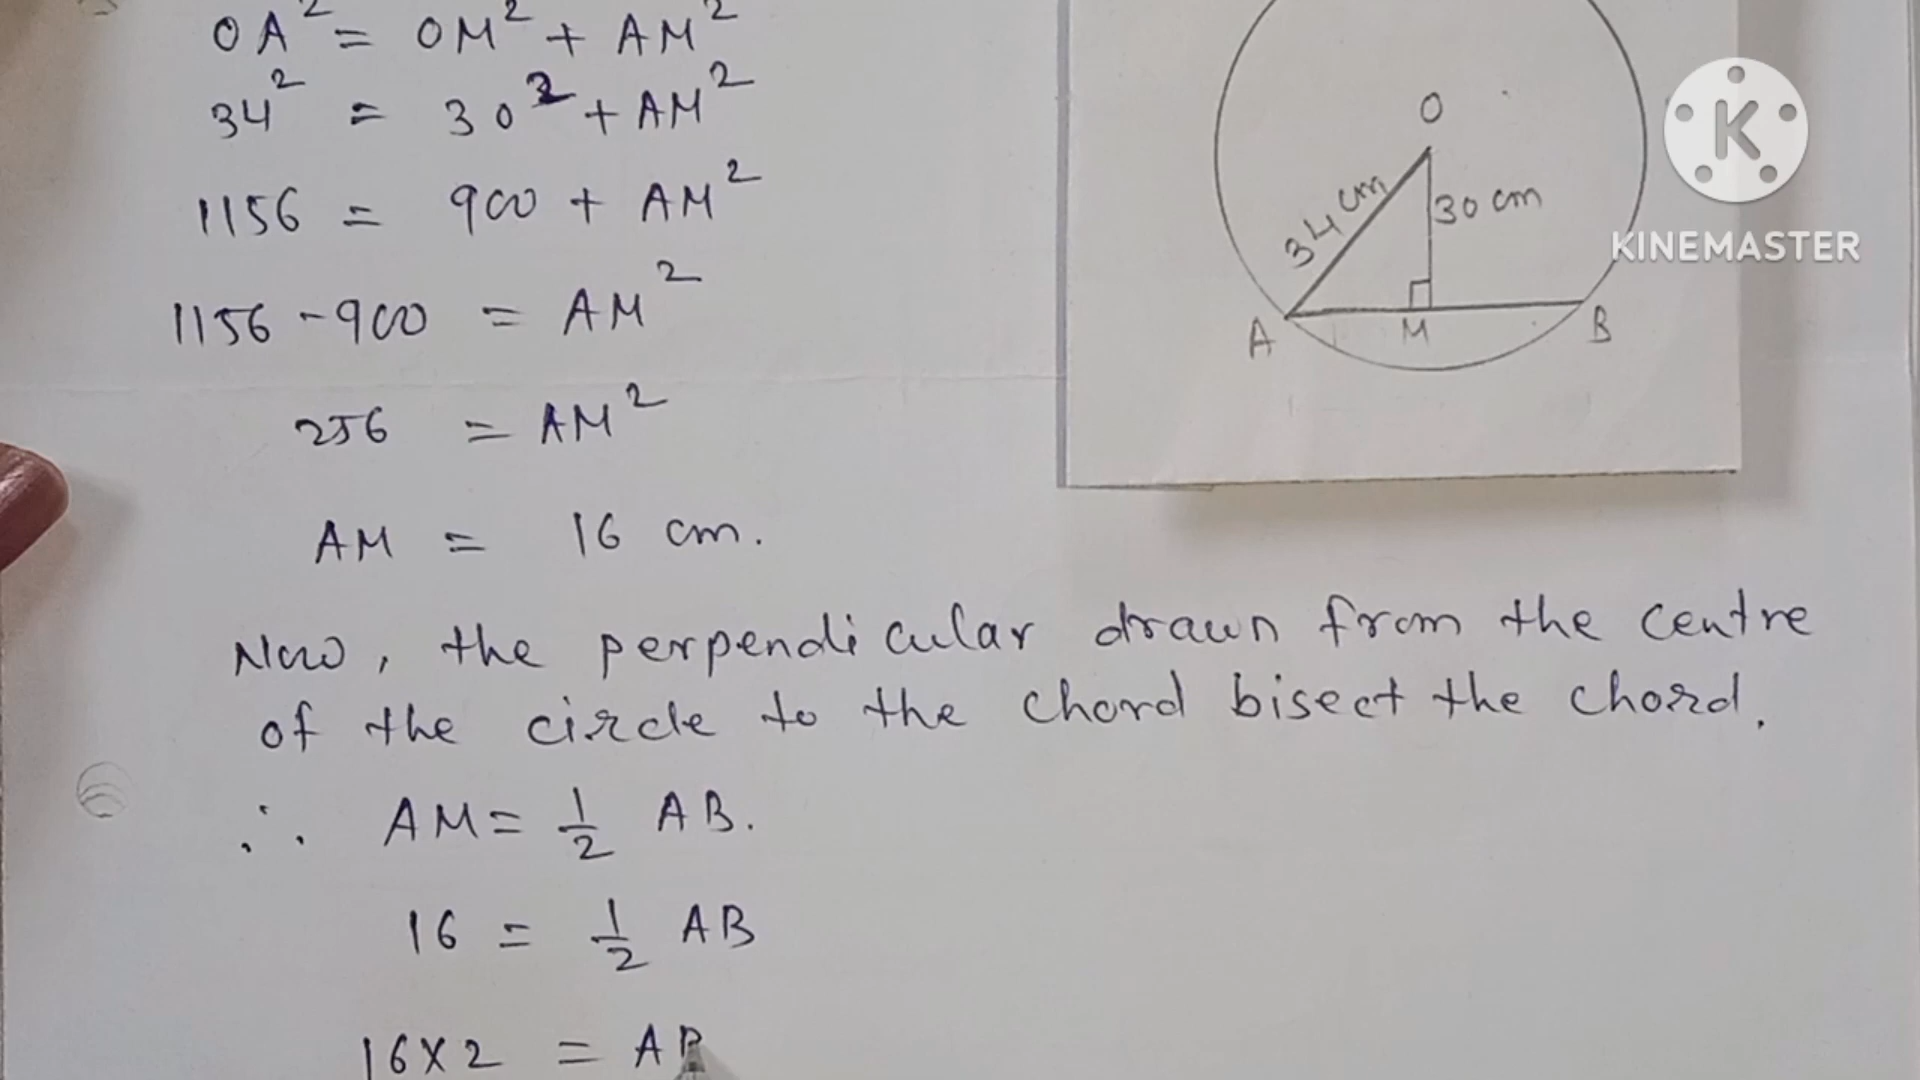 OA² = OM² + AM²
34² = 30² + AM²
1156 = 900 + AM²
1156 - 900 = AM²
256 = AM²
AM = 16 cm.
Now, the perpendicular drawn from the centre
of the circle to the chord bisect the chord.
∴ AM = 1/2 AB.
16 = 1/2 AB
16 × 2 = AB
O
34 cm
30 cm
A
M
B
K
KINEMASTER